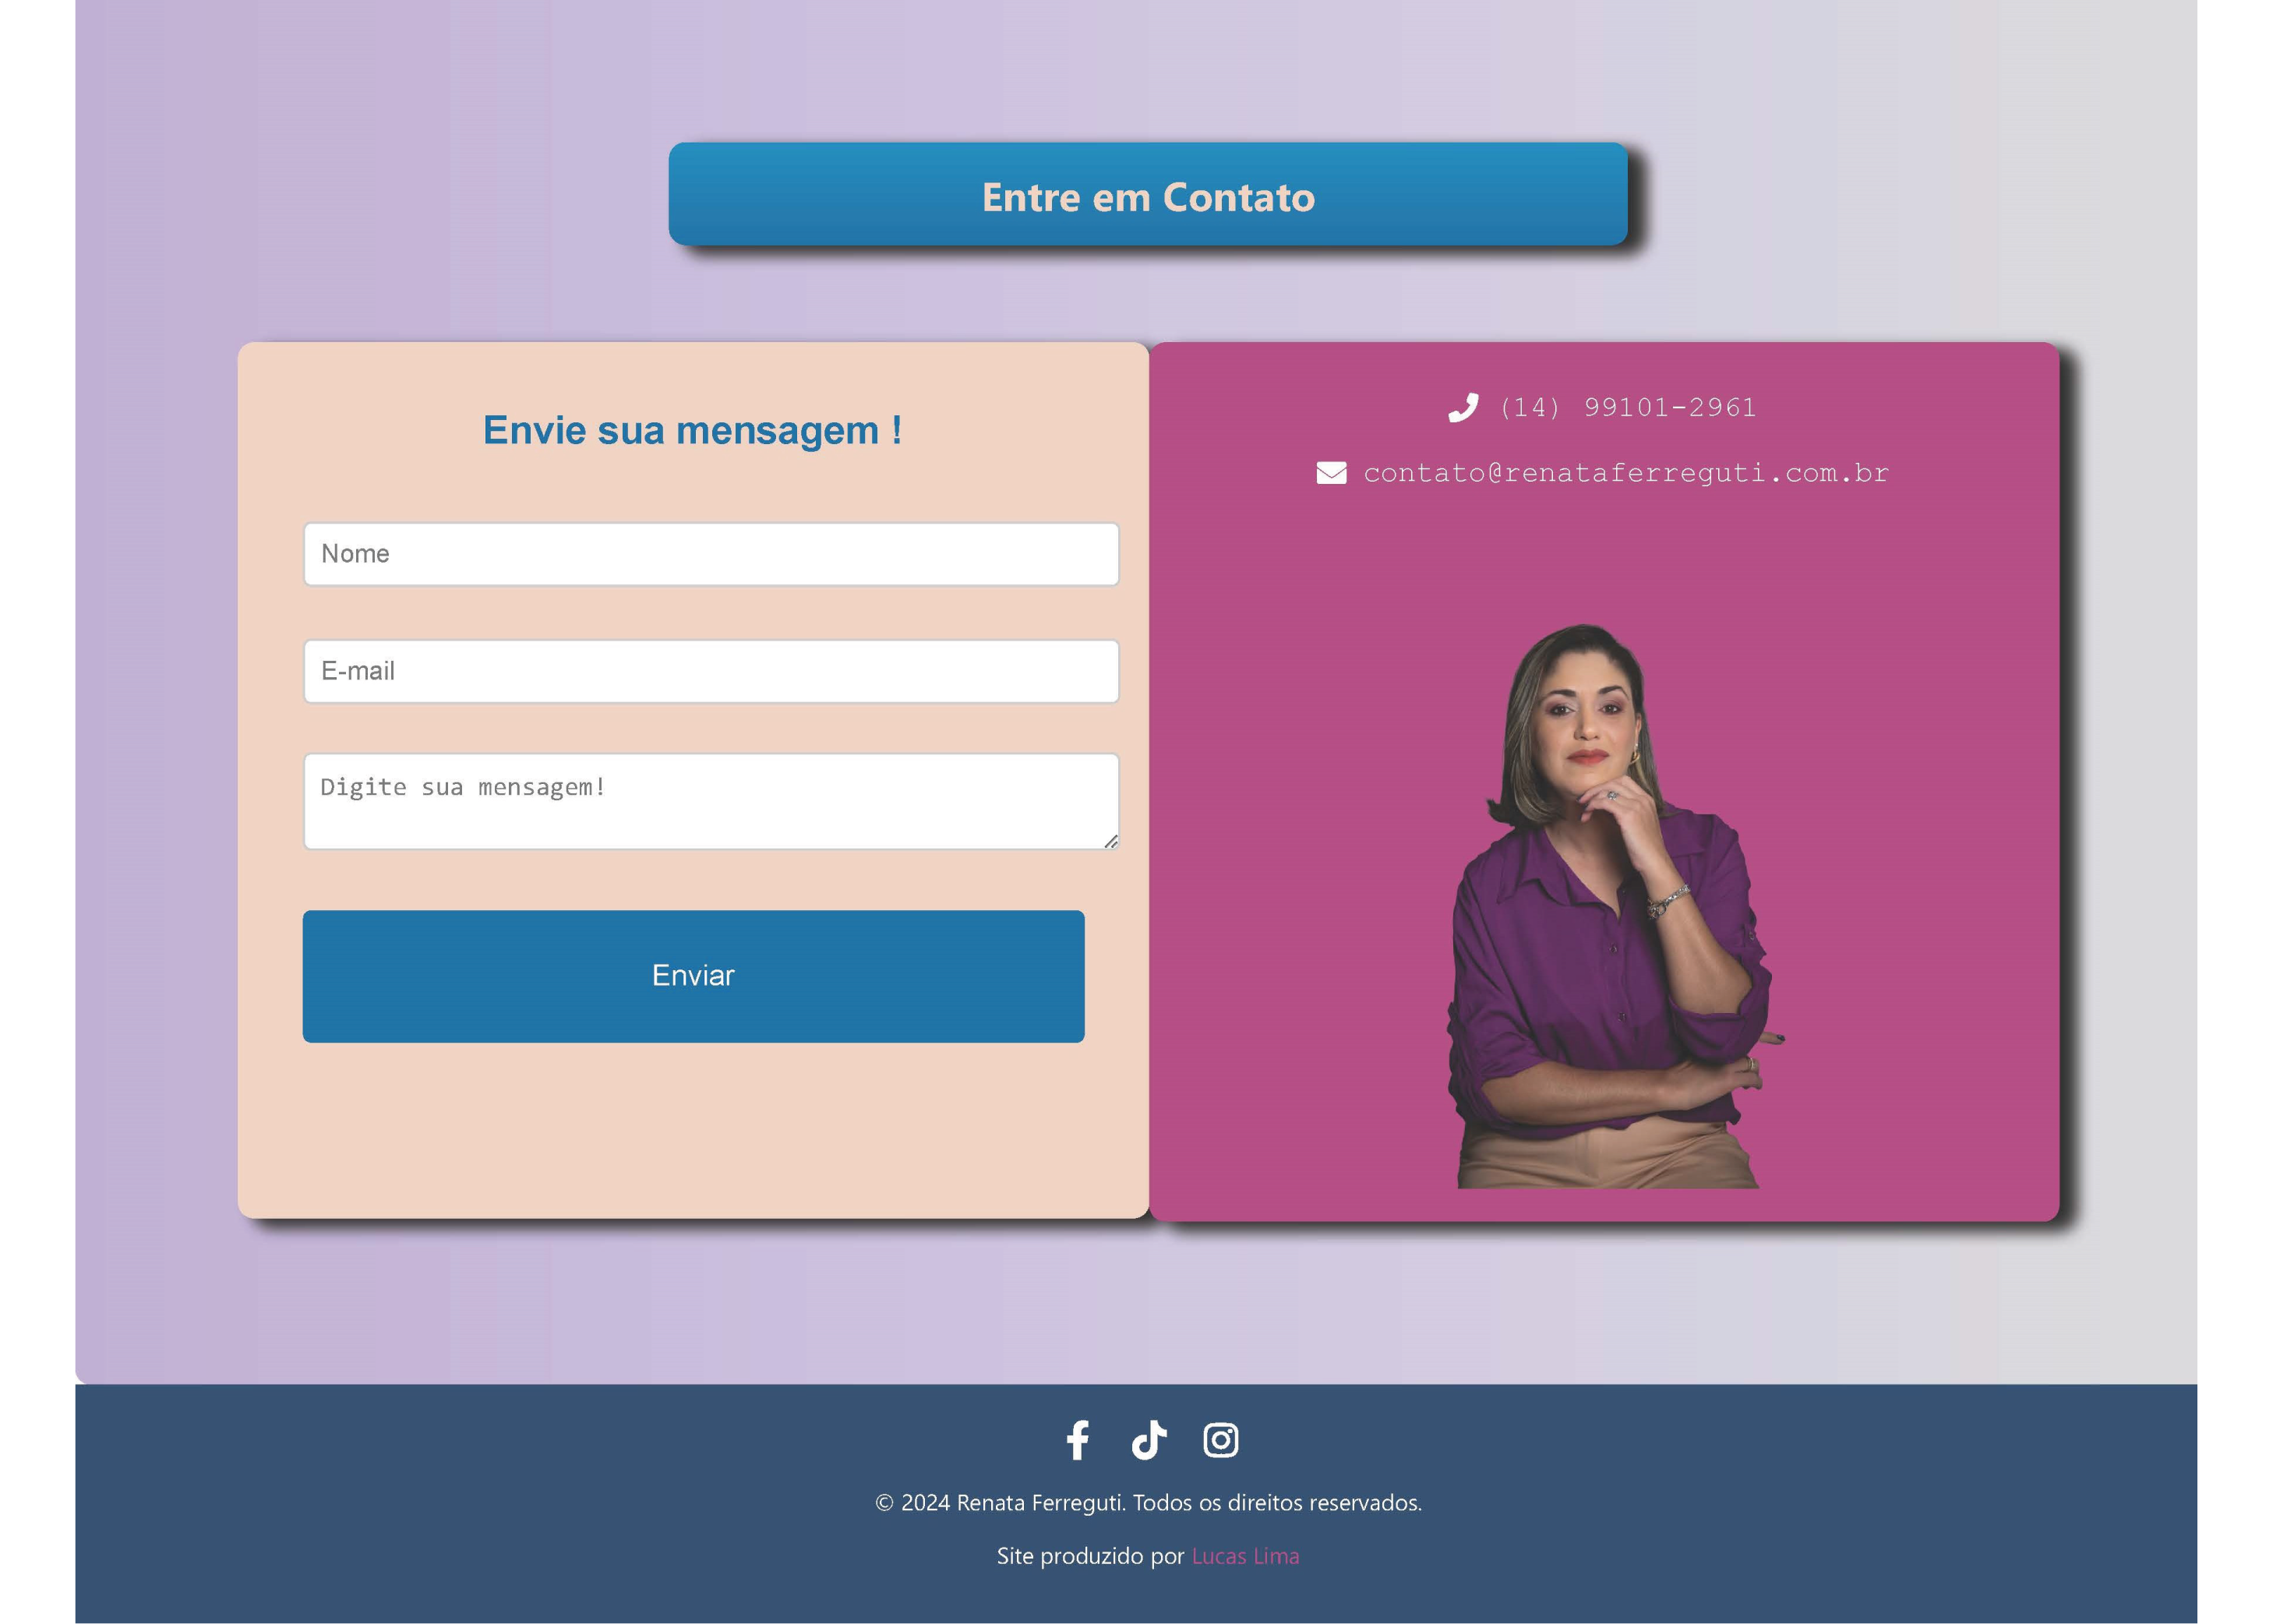 Entre em Contato
Envie sua mensagem !
Nome
E-mail
Digite sua mensagem!
Enviar
(14) 99101-2961
contato@renataferreguti.com.br
© 2024 Renata Ferreguti. Todos os direitos reservados.
Site produzido por Lucas Lima